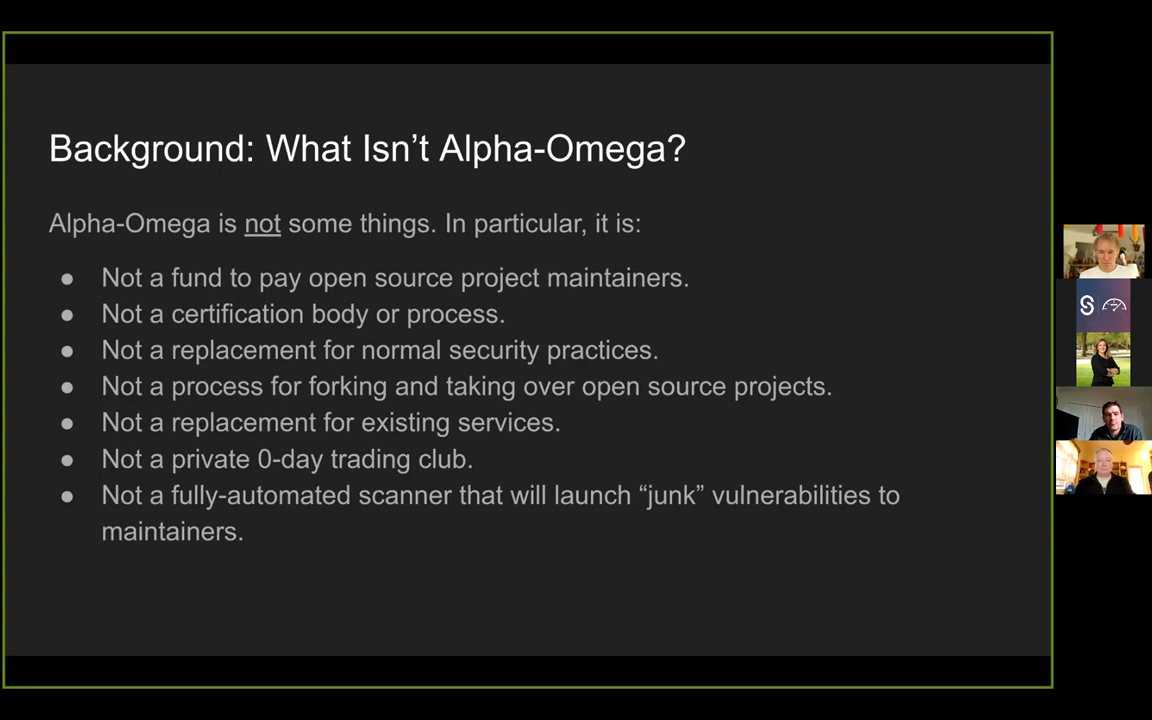 Background: What Isn’t Alpha-Omega?
Alpha-Omega is not some things. In particular, it is:
● Not a fund to pay open source project maintainers.
● Not a certification body or process.
● Not a replacement for normal security practices.
● Not a process for forking and taking over open source projects.
● Not a replacement for existing services.
● Not a private 0-day trading club.
● Not a fully-automated scanner that will launch “junk” vulnerabilities to
maintainers.